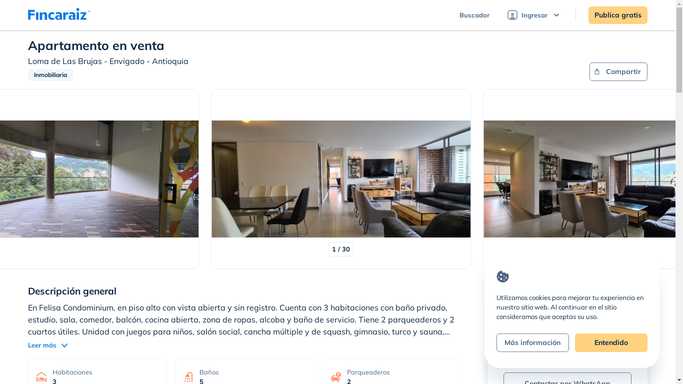 Fincaraiz
Buscador
Ingresar
Publica gratis
Apartamento en venta
Loma de Las Brujas - Envigado - Antioquia
Inmobiliaria
Compartir
1 / 30
Descripción general
En Felisa Condominium, en piso alto con vista abierta y sin registro. Cuenta con 3 habitaciones con baño privado,
estudio, sala, comedor, balcón, cocina abierta, zona de ropas, alcoba y baño de servicio. Tiene 2 parqueaderos y 2
cuartos útiles. Unidad con juegos para niños, salón social, cancha múltiple y de squash, gimnasio, turco y sauna,...
Leer más
Habitaciones
3
Baños
5
Parqueaderos
2
Utilizamos cookies para mejorar tu experiencia en
nuestro sitio web. Al continuar en el sitio
consideramos que aceptas su uso.
Más información
Entendido
Contactar por WhatsApp